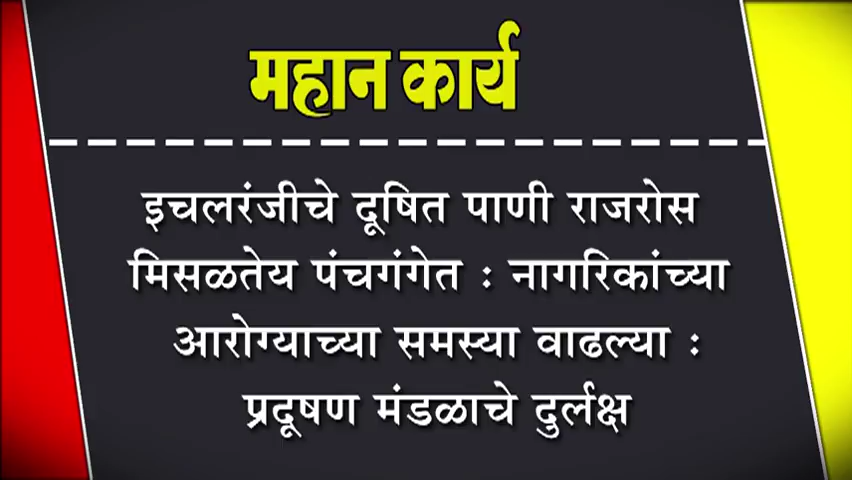 महान कार्य
इचलरंजीचे दूषित पाणी राजरोस
मिसळतेय पंचगंगेत : नागरिकांच्या
आरोग्याच्या समस्या वाढल्या :
प्रदूषण मंडळाचे दुर्लक्ष